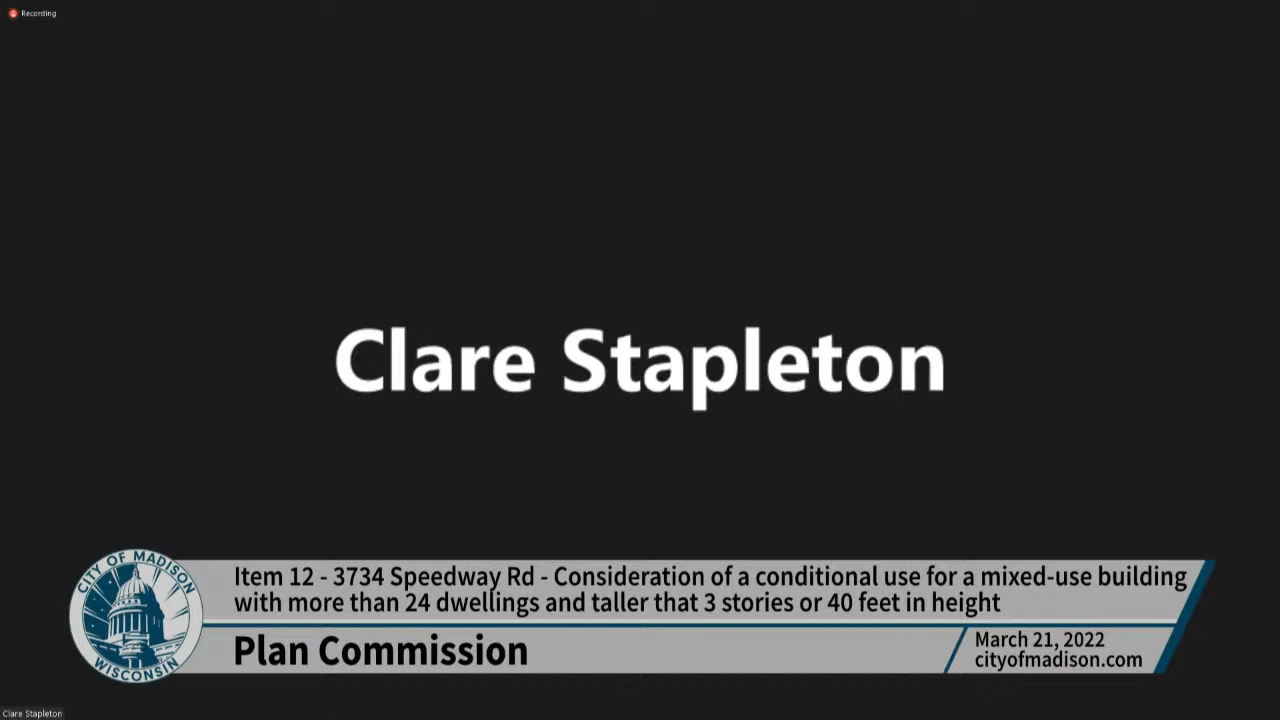 Recording
Clare Stapleton
CITY OF MADISON
WISCONSIN
Item 12 - 3734 Speedway Rd - Consideration of a conditional use for a mixed-use building
with more than 24 dwellings and taller that 3 stories or 40 feet in height
Plan Commission
March 21, 2022
cityofmadison.com
Clare Stapleton